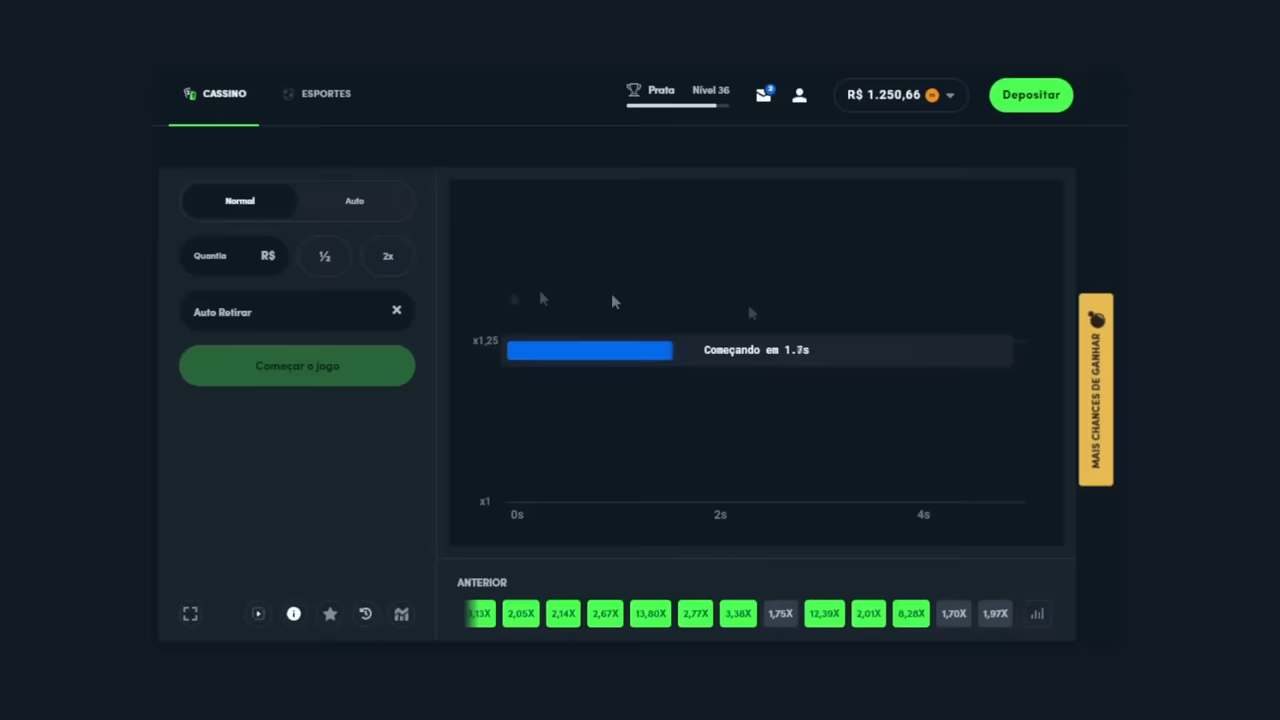 CASSINO
ESPORTES
Prata
Nível 36
R$ 1.250,66
Depositar
Normal
Auto
Quantia
R$
½
2x
Auto Retirar
Começar o jogo
x1,25
Começando em 1.7s
x1
0s
2s
4s
MAIS CHANCES DE GANHAR
ANTERIOR
2,05X
2,14X
2,67X
13,80X
2,77X
3,38X
1,75X
12,39X
2,01X
8,28X
1,70X
1,97X